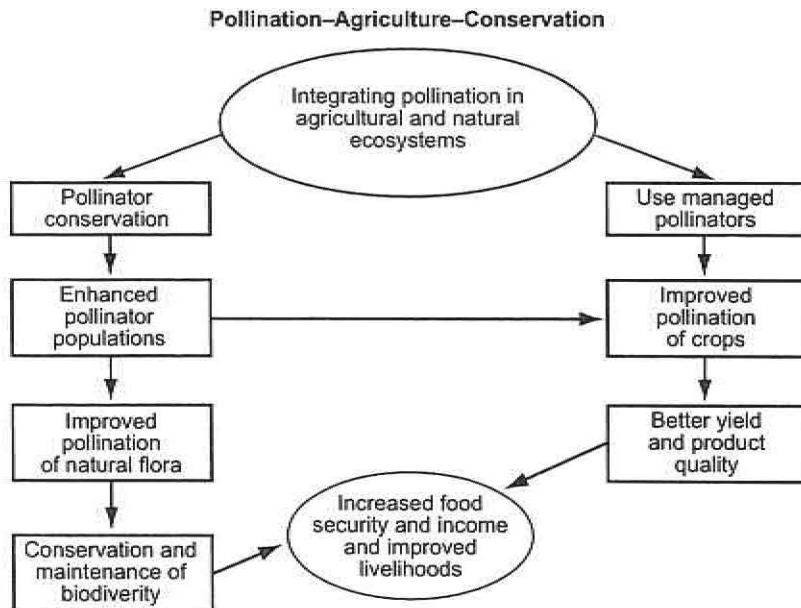 Pollination–Agriculture–Conservation
Integrating pollination in
agricultural and natural
ecosystems
Pollinator
conservation
Use managed
pollinators
Enhanced
pollinator
populations
Improved
pollination
of crops
Improved
pollination
of natural flora
Better yield
and product
quality
Increased food
security and income
and improved
livelihoods
Conservation and
maintenance of
biodiverity